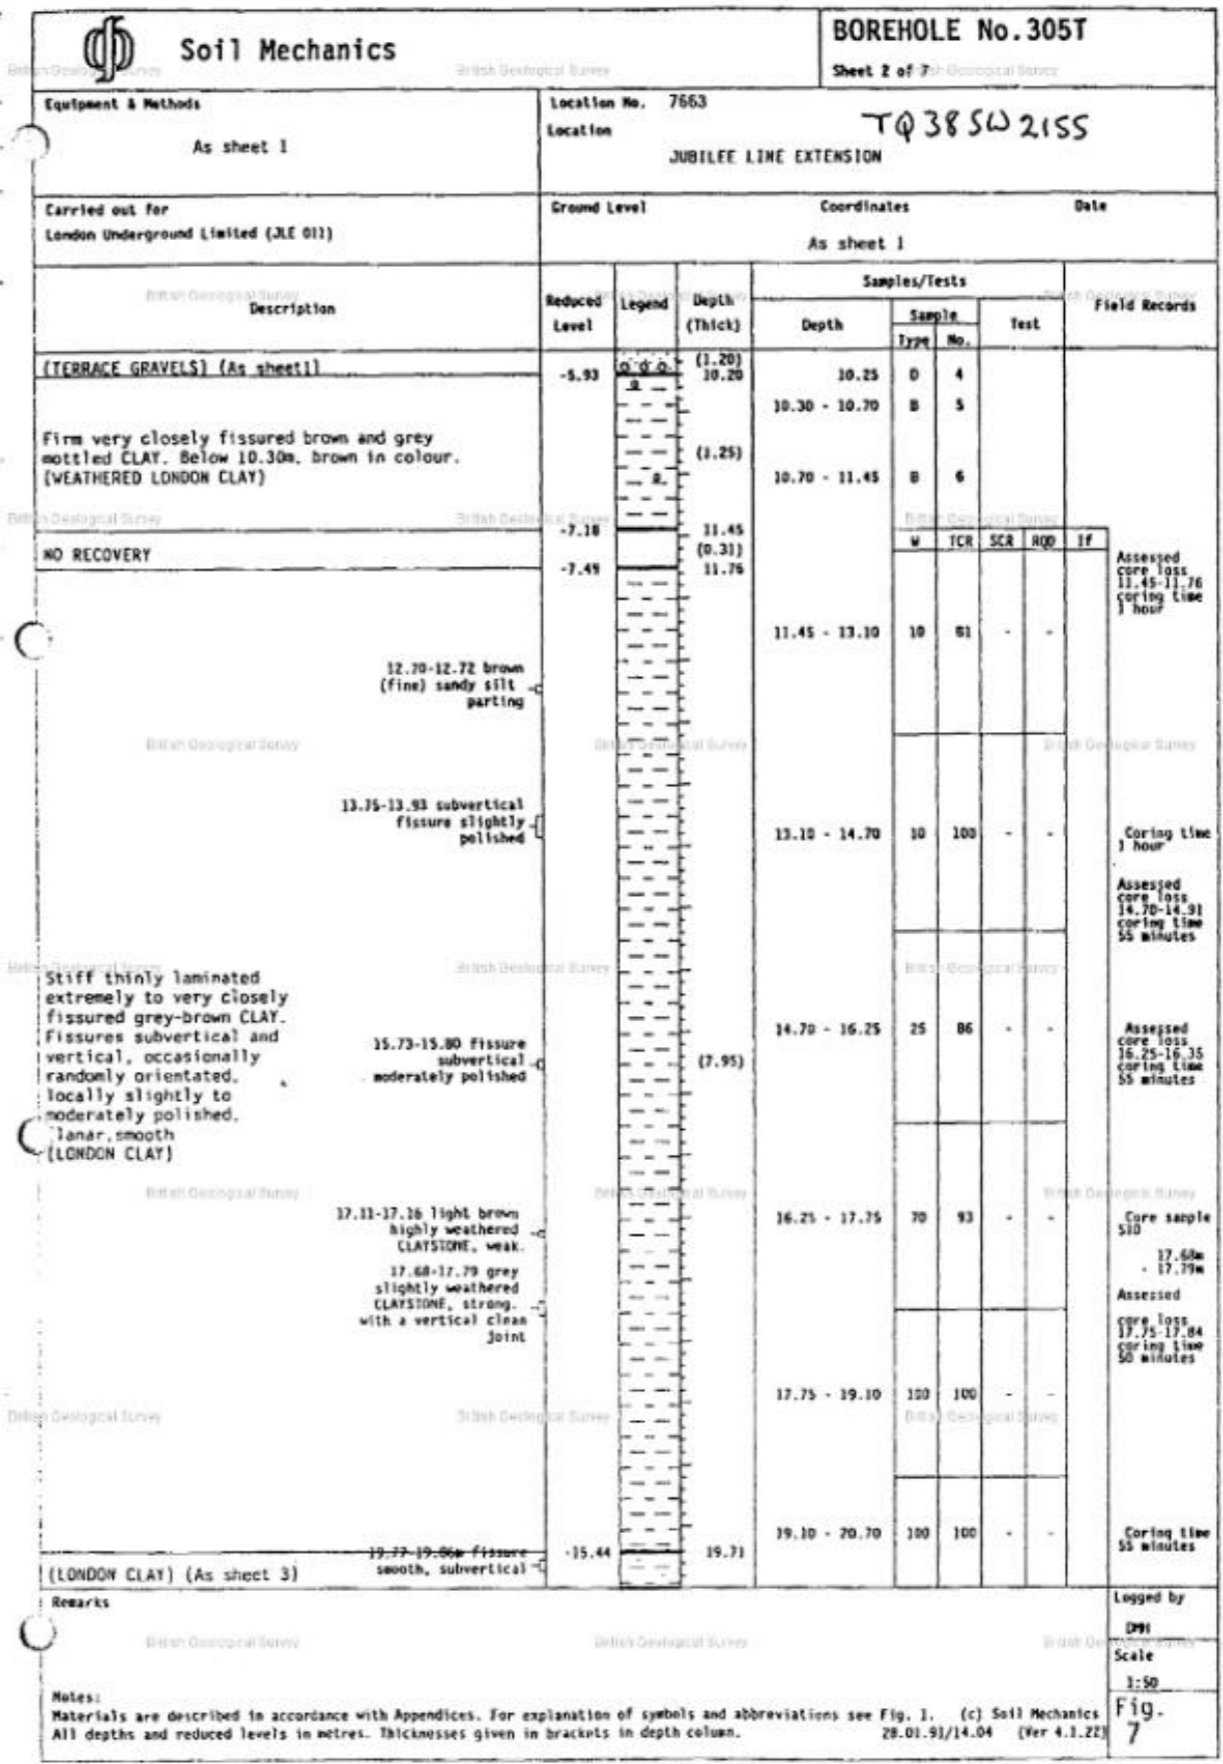 Soil Mechanics
BOREHOLE No.305T
Sheet 2 of 7
Equipment & Methods
As sheet 1
Location No. 7663
Location
TQ38SW2155
JUBILEE LINE EXTENSION
Carried out for
London Underground Limited (JLE 011)
Ground Level
Coordinates
Date
As sheet 1
Description
Reduced Level
Legend
Depth (Thick)
Samples/Tests
Depth
Sample
Type No.
Test
Field Records
(TERRACE GRAVELS) (As sheet1)
-5.93
(1.20)
10.20
10.25 D 4
10.30 - 10.70 B 5
Firm very closely fissured brown and grey
mottled CLAY. Below 10.30m, brown in colour.
(WEATHERED LONDON CLAY)
(1.25)
10.70 - 11.45 B 6
-7.18
11.45
W TCR SCR RQD If
NO RECOVERY
(0.31)
-7.49
11.76
Assessed
core loss
11.45-11.76
coring time
1 hour
11.45 - 13.10 10 81 - -
12.70-12.72 brown
(fine) sandy silt
parting
13.75-13.93 subvertical
fissure slightly
polished
13.10 - 14.70 10 100 - -
Coring time
1 hour
Assessed
core loss
14.70-14.91
coring time
55 minutes
Stiff thinly laminated
extremely to very closely
fissured grey-brown CLAY.
Fissures subvertical and
vertical, occasionally
randomly orientated,
locally slightly to
moderately polished,
lanar,smooth
(LONDON CLAY)
15.73-15.80 fissure
subvertical
moderately polished
(7.95)
14.70 - 16.25 25 86 - -
Assessed
core loss
16.25-16.35
coring time
55 minutes
17.11-17.16 light brown
highly weathered
CLAYSTONE, weak.
16.25 - 17.75 70 93 - -
Core sample
S10
17.68m
- 17.79m
17.68-17.79 grey
slightly weathered
CLAYSTONE, strong.
with a vertical clean
joint
Assessed
core loss
17.75-17.84
coring time
50 minutes
17.75 - 19.10 100 100 - -
19.10 - 20.70 100 100 - -
Coring time
55 minutes
19.77-19.86m fissure
smooth, subvertical
-15.44
19.71
(LONDON CLAY) (As sheet 3)
Remarks
Logged by
DMH
Scale
1:50
Fig.
7
Notes:
Materials are described in accordance with Appendices. For explanation of symbols and abbreviations see Fig. 1. (c) Soil Mechanics
All depths and reduced levels in metres. Thicknesses given in brackets in depth column. 28.01.91/14.04 (Ver 4.1.22)
British Geological Survey